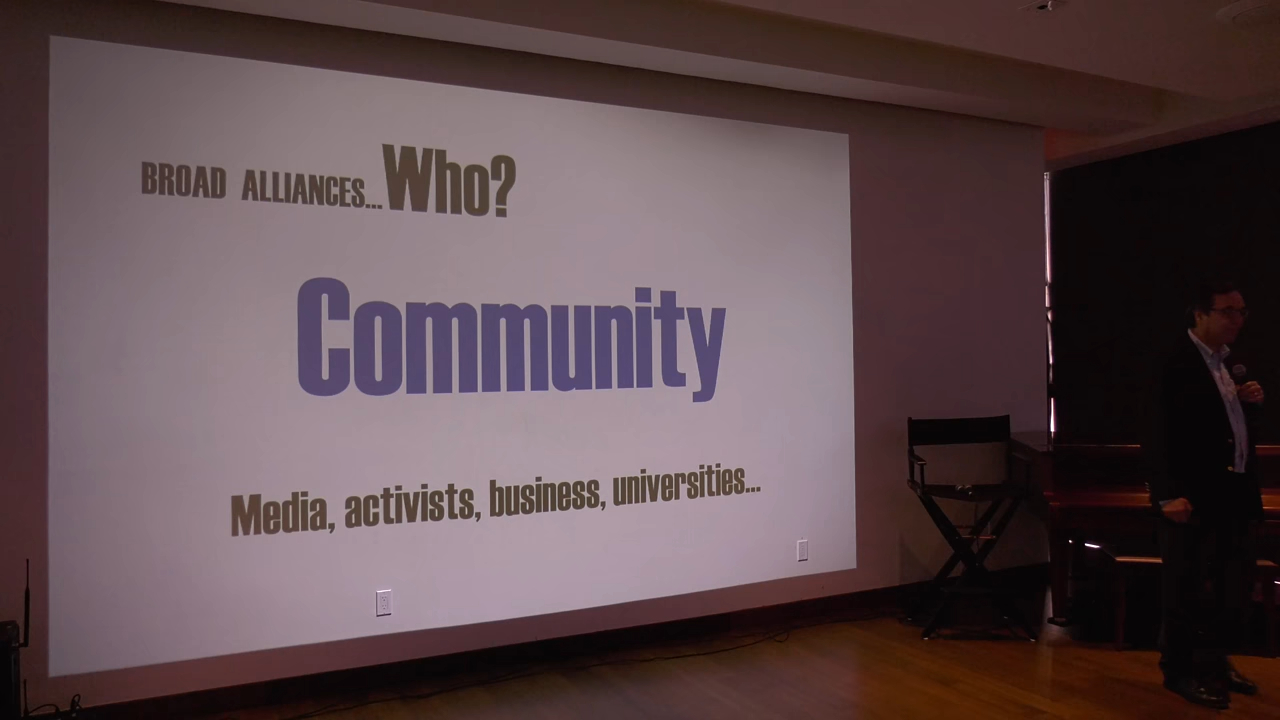 BROAD ALLIANCES...Who?
Community
Media, activists, business, universities...